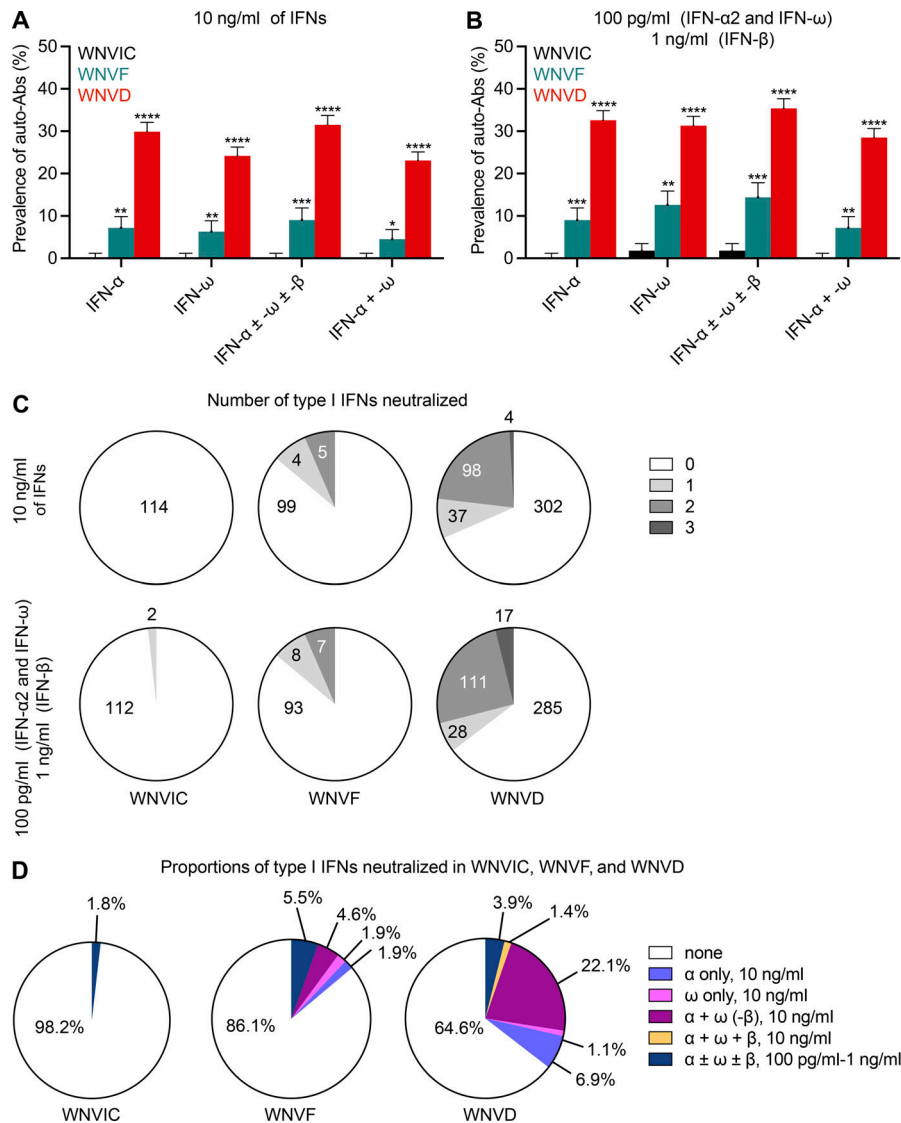 A
10 ng/ml of IFNs
Prevalence of auto-Abs (%)
50
40
30
20
10
0
WNVIC
WNVF
WNVD
**
****
**
****
***
****
*
****
IFN-α
IFN-ω
IFN-α ± -ω ± -β
IFN-α + -ω
B
100 pg/ml (IFN-α2 and IFN-ω)
1 ng/ml (IFN-β)
Prevalence of auto-Abs (%)
50
40
30
20
10
0
WNVIC
WNVF
WNVD
***
****
**
****
***
****
**
****
IFN-α
IFN-ω
IFN-α ± -ω ± -β
IFN-α + -ω
C
Number of type I IFNs neutralized
10 ng/ml
of IFNs
114
4
5
99
4
98
37
302
0
1
2
3
100 pg/ml (IFN-α2 and IFN-ω)
1 ng/ml (IFN-β)
2
112
8
7
93
17
111
28
285
WNVIC
WNVF
WNVD
D
Proportions of type I IFNs neutralized in WNVIC, WNVF, and WNVD
1.8%
98.2%
WNVIC
5.5%
4.6%
1.9%
1.9%
86.1%
WNVF
3.9%
1.4%
22.1%
1.1%
6.9%
64.6%
WNVD
none
α only, 10 ng/ml
ω only, 10 ng/ml
α + ω (-β), 10 ng/ml
α + ω + β, 10 ng/ml
α ± ω ± β, 100 pg/ml-1 ng/ml